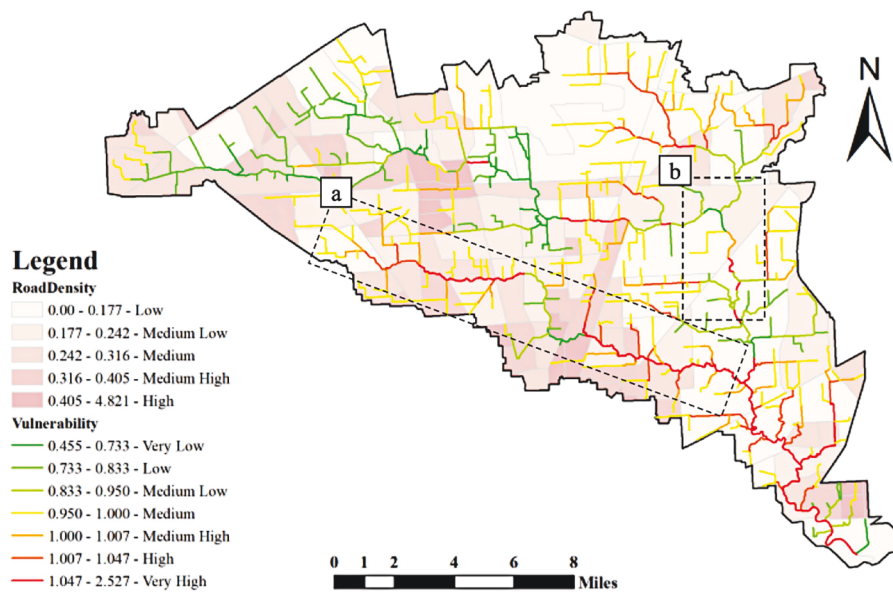 N
b
a
Legend
RoadDensity
0.00 - 0.177 - Low
0.177 - 0.242 - Medium Low
0.242 - 0.316 - Medium
0.316 - 0.405 - Medium High
0.405 - 4.821 - High
Vulnerability
0.455 - 0.733 - Very Low
0.733 - 0.833 - Low
0.833 - 0.950 - Medium Low
0.950 - 1.000 - Medium
1.000 - 1.007 - Medium High
1.007 - 1.047 - High
1.047 - 2.527 - Very High
0 1 2 4 6 8
Miles